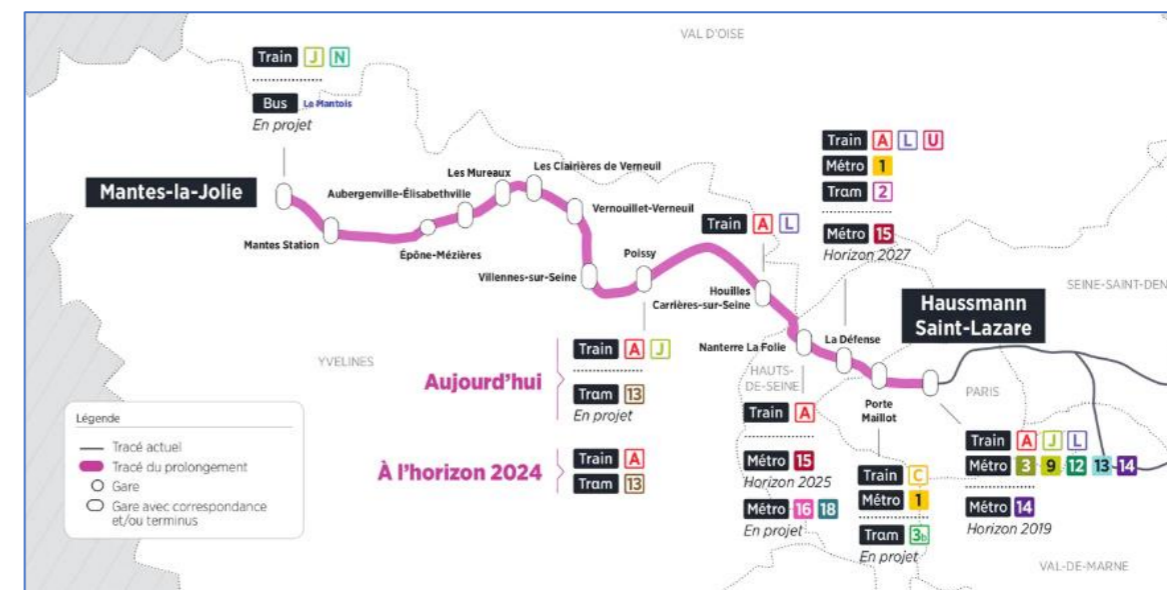 VAL D'OISE
Train J N
Bus Le Mantois
En projet
Mantes-la-Jolie
Mantes Station
Aubergenville-Élisabethville
Épône-Mézières
Les Mureaux
Les Clairières de Verneuil
Vernouillet-Verneuil
Villennes-sur-Seine
Poissy
Train A L
Houilles
Carrières-sur-Seine
Train A L U
Métro 1
Tram 2
Métro 15
Horizon 2027
SEINE-SAINT-DEN
Haussmann
Saint-Lazare
Nanterre La Folie
La Défense
HAUTS-
DE-SEINE
Porte
Maillot
PARIS
YVELINES
Aujourd'hui
Train A J
Tram 13
En projet
À l'horizon 2024
Train A
Tram 13
Train A
Métro 15
Horizon 2025
Métro 16 18
En projet
Train C
Métro 1
Tram 3b
En projet
Train A J L
Métro 3 9 12 13 14
Métro 14
Horizon 2019
VAL-DE-MARNE
Légende
Tracé actuel
Tracé du prolongement
Gare
Gare avec correspondance
et/ou terminus